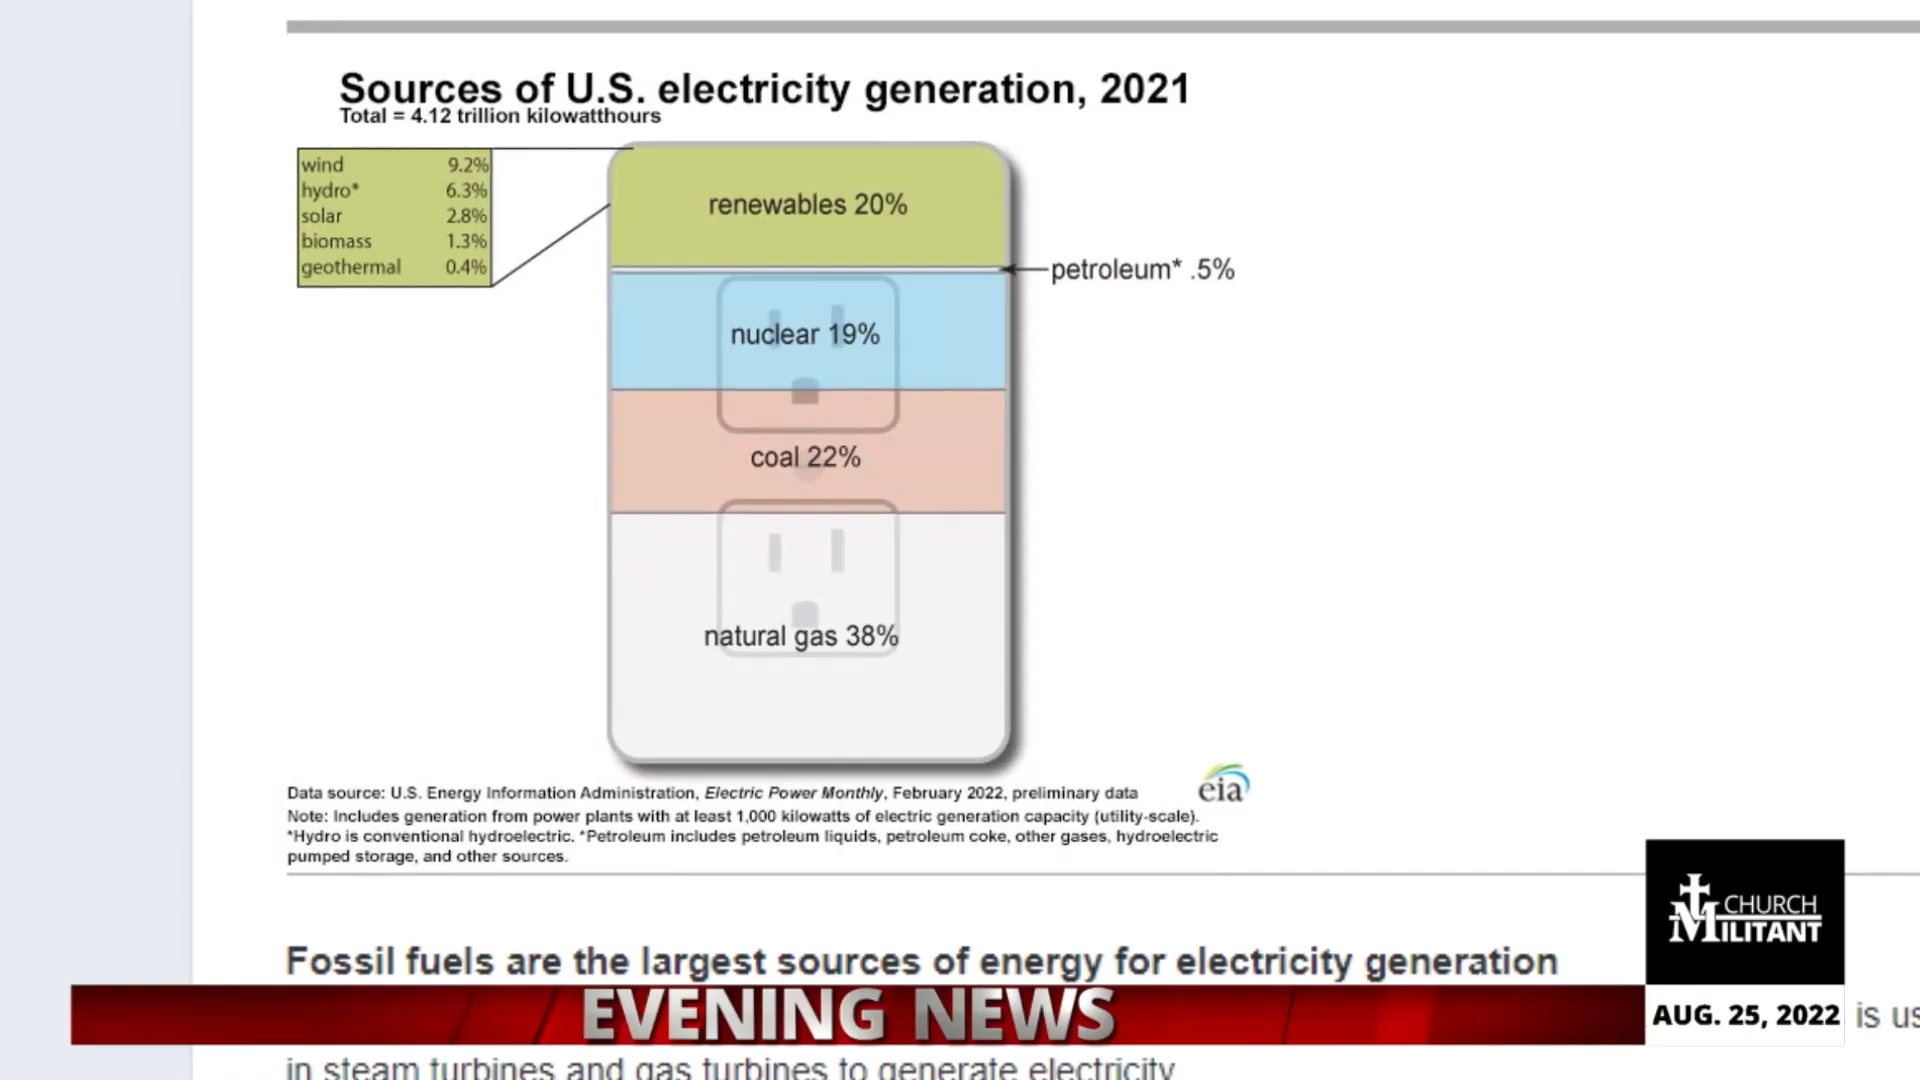 Sources of U.S. electricity generation, 2021
Total = 4.12 trillion kilowatthours
wind 9.2%
hydro* 6.3%
solar 2.8%
biomass 1.3%
geothermal 0.4%
renewables 20%
petroleum* .5%
nuclear 19%
coal 22%
natural gas 38%
Data source: U.S. Energy Information Administration, Electric Power Monthly, February 2022, preliminary data
eia
Note: Includes generation from power plants with at least 1,000 kilowatts of electric generation capacity (utility-scale).
*Hydro is conventional hydroelectric. *Petroleum includes petroleum liquids, petroleum coke, other gases, hydroelectric
pumped storage, and other sources.
CHURCH
MILITANT
Fossil fuels are the largest sources of energy for electricity generation
EVENING NEWS
AUG. 25, 2022
is us
in steam turbines and gas turbines to generate electricity